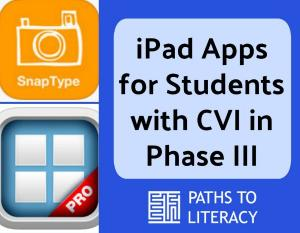 SnapType
PRO
iPad Apps
for Students
with CVI in
Phase III
PATHS TO
LITERACY